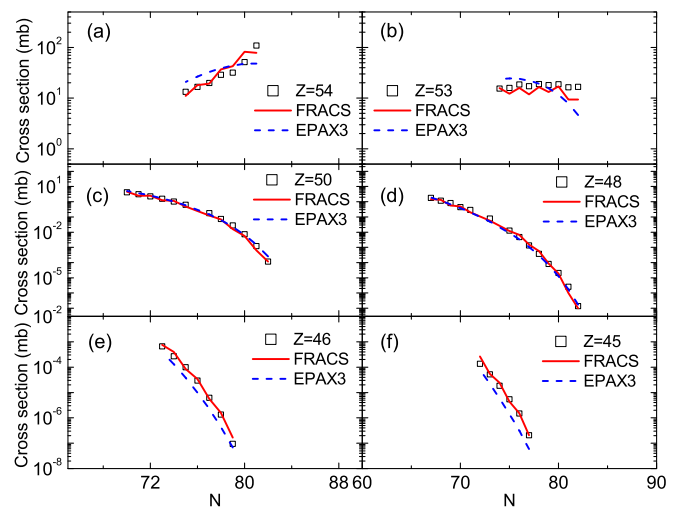 (a)
Z=54
FRACS
EPAX3
(b)
Z=53
FRACS
EPAX3
Cross section (mb)
10^2
10^1
10^0
(c)
Z=50
FRACS
EPAX3
(d)
Z=48
FRACS
EPAX3
Cross section (mb)
10^1
10^-2
10^-5
10^-2
(e)
Z=46
FRACS
EPAX3
(f)
Z=45
FRACS
EPAX3
Cross section (mb)
10^-4
10^-6
10^-8
72 80 88 60 70 80 90
N N